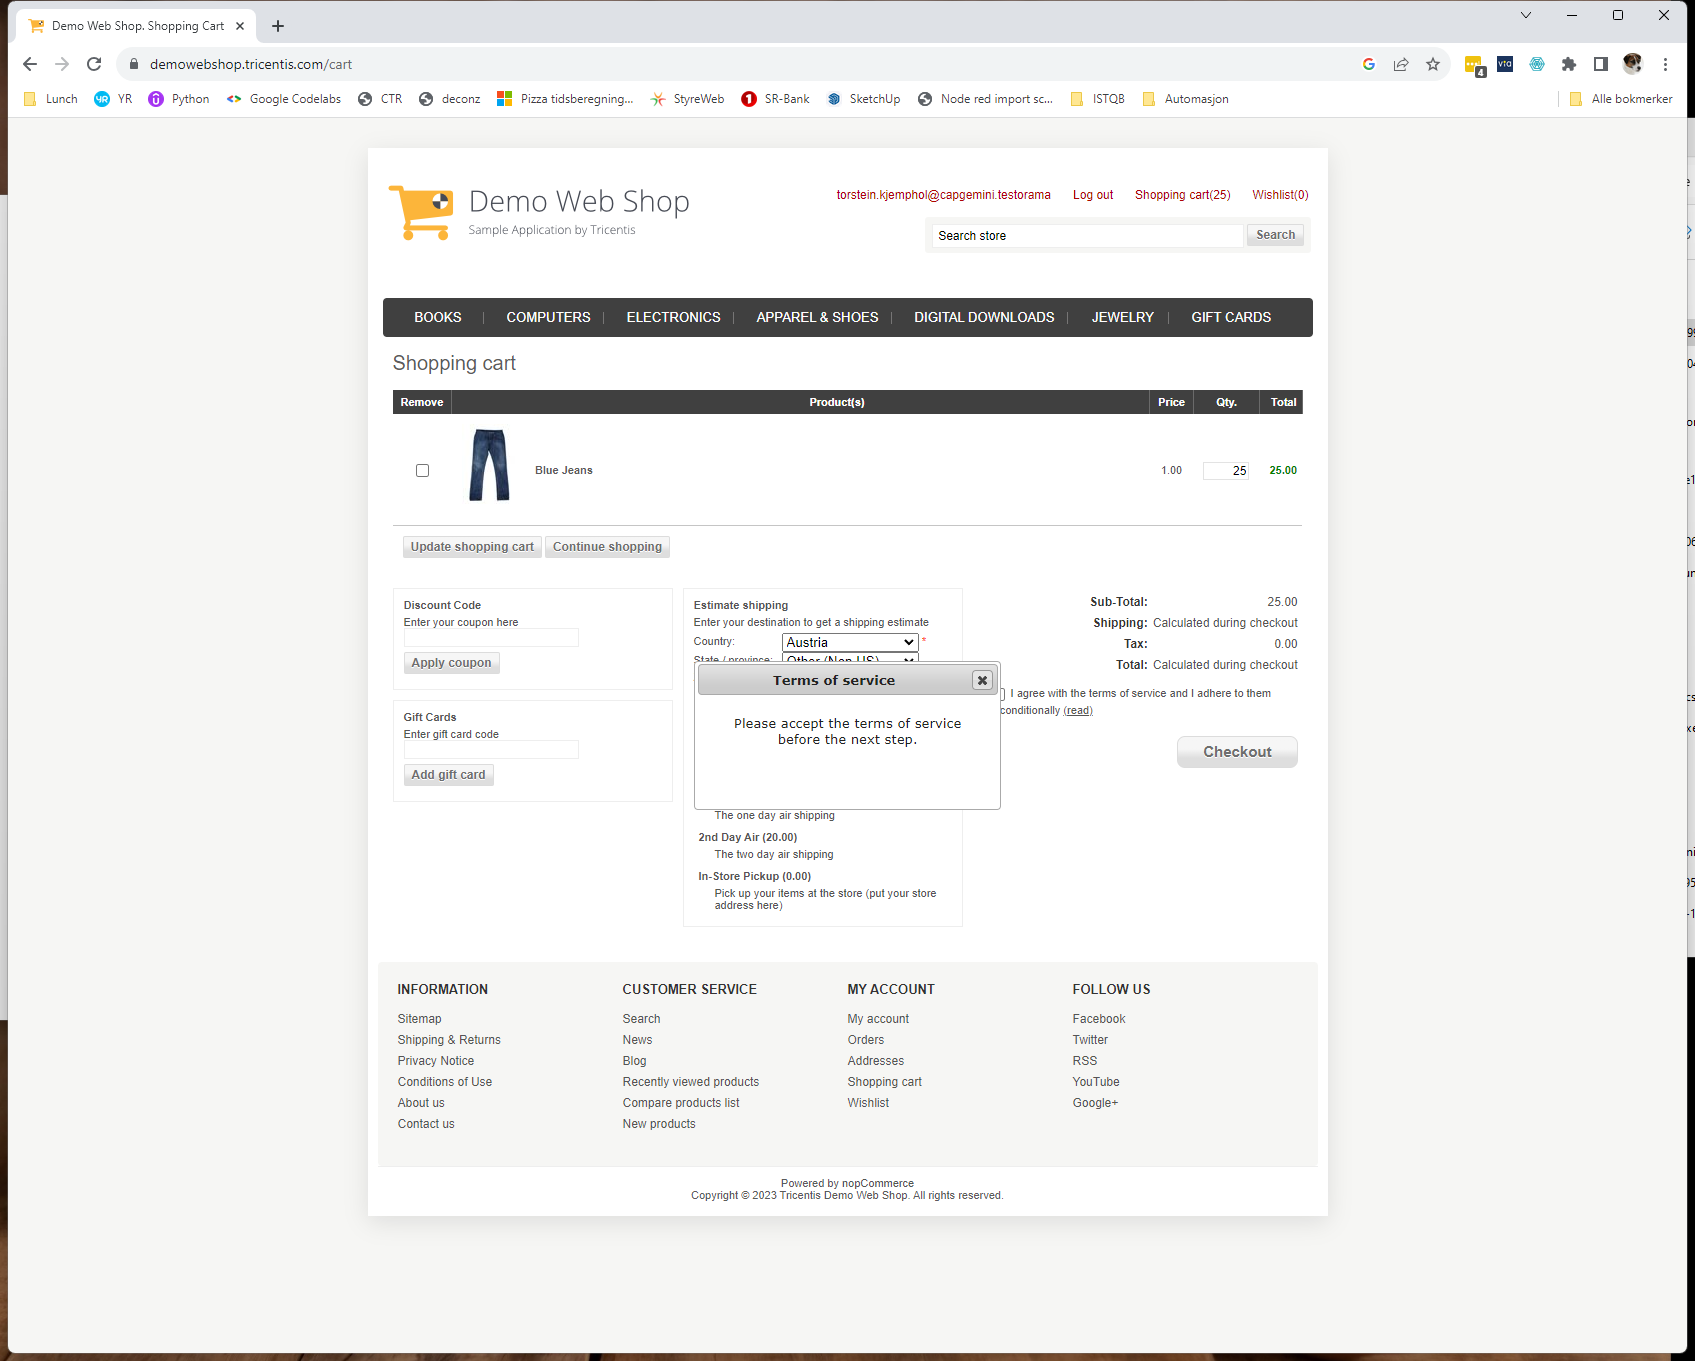 Demo Web Shop. Shopping Cart
demowebshop.tricentis.com/cart
4
vta
Lunch
YR
Python
Google Codelabs
CTR
deconz
Pizza tidsberegning...
StyreWeb
SR-Bank
SketchUp
Node red import sc...
ISTQB
Automasjon
Alle bokmerker
Demo Web Shop
Sample Application by Tricentis
torstein.kjemphol@capgemini.testorama
Log out
Shopping cart(25)
Wishlist(0)
Search store
Search
BOOKS
COMPUTERS
ELECTRONICS
APPAREL & SHOES
DIGITAL DOWNLOADS
JEWELRY
GIFT CARDS
Shopping cart
Remove Product(s) Price Qty. Total
Blue Jeans 1.00 25 25.00
Update shopping cart
Continue shopping
Discount Code
Enter your coupon here
Apply coupon
Gift Cards
Enter gift card code
Add gift card
Estimate shipping
Enter your destination to get a shipping estimate
Country: Austria *
State / province: Other (Non US)
Terms of service
Please accept the terms of service
before the next step.
The one day air shipping
2nd Day Air (20.00)
The two day air shipping
In-Store Pickup (0.00)
Pick up your items at the store (put your store
address here)
Sub-Total: 25.00
Shipping: Calculated during checkout
Tax: 0.00
Total: Calculated during checkout
I agree with the terms of service and I adhere to them
conditionally (read)
Checkout
INFORMATION
Sitemap
Shipping & Returns
Privacy Notice
Conditions of Use
About us
Contact us
CUSTOMER SERVICE
Search
News
Blog
Recently viewed products
Compare products list
New products
MY ACCOUNT
My account
Orders
Addresses
Shopping cart
Wishlist
FOLLOW US
Facebook
Twitter
RSS
YouTube
Google+
Powered by nopCommerce
Copyright © 2023 Tricentis Demo Web Shop. All rights reserved.